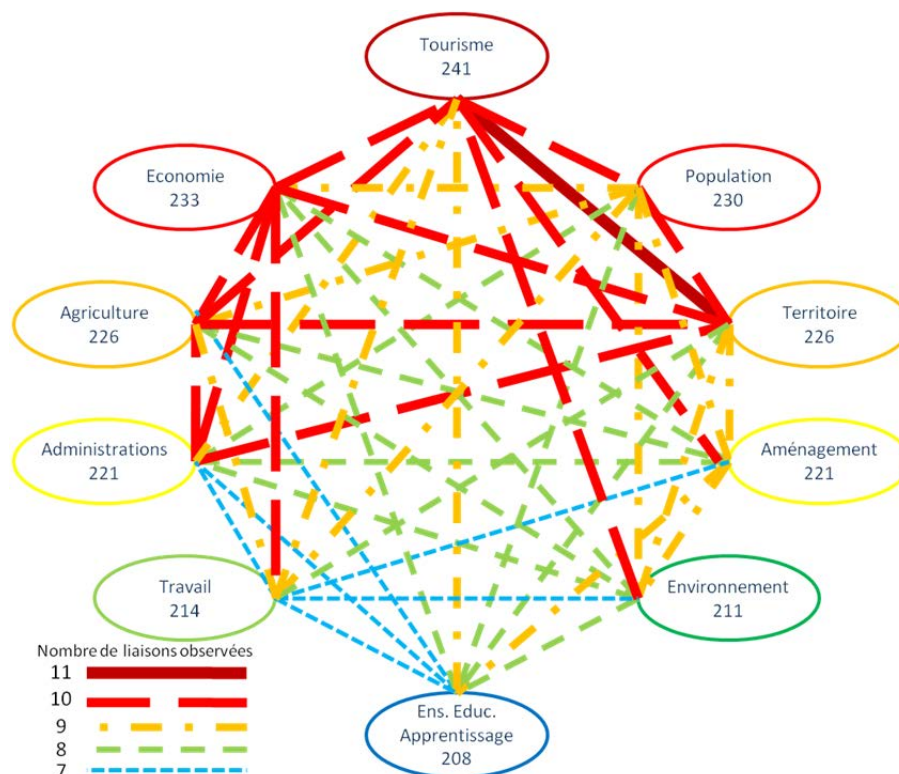 Tourisme
241
Economie
233
Population
230
Agriculture
226
Territoire
226
Administrations
221
Aménagement
221
Travail
214
Environnement
211
Nombre de liaisons observées
11
10
9
8
7
Ens. Educ.
Apprentissage
208